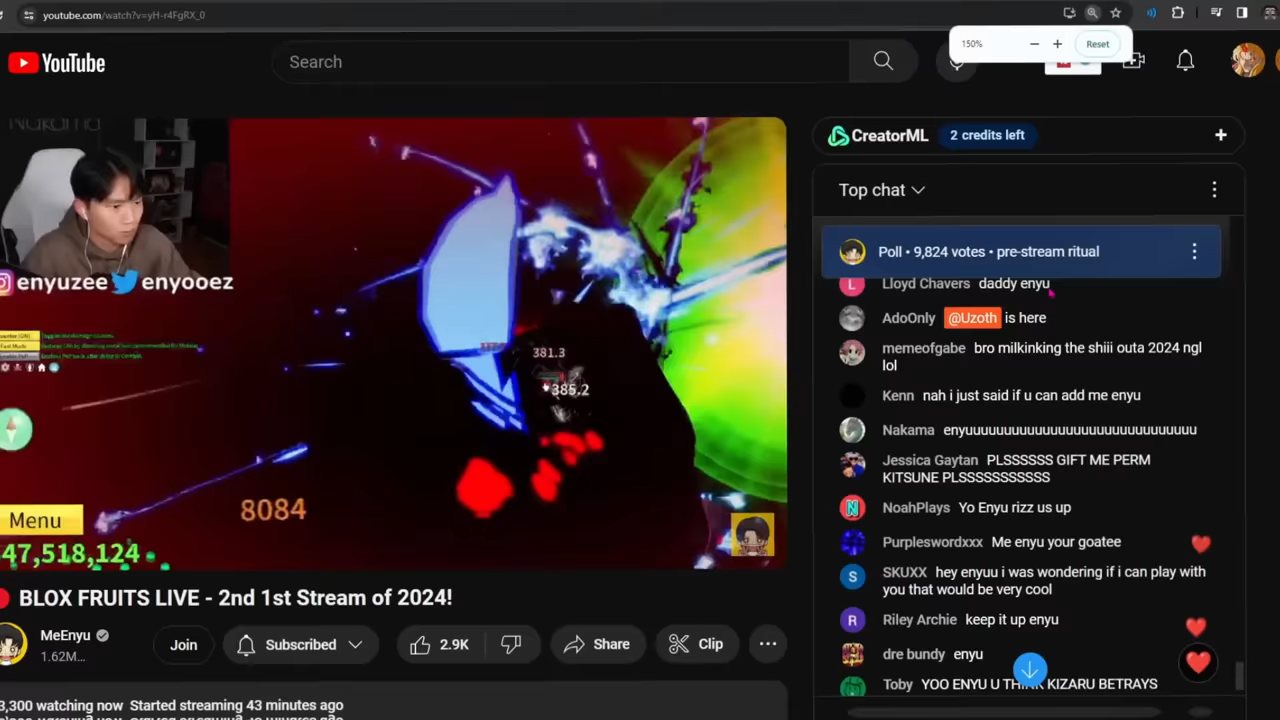 youtube.com/watch?v=yH-r4FgRX_0
150%
Reset
YouTube
Search
Nakama
CreatorML
2 credits left
Top chat
Poll • 9,824 votes • pre-stream ritual
Lloyd Chavers daddy enyu
AdoOnly @Uzoth is here
memeofgabe bro milkinking the shiii outa 2024 ngl
lol
Kenn nah i just said if u can add me enyu
Nakama enyuuuuuuuuuuuuuuuuuuuuuuuuuuuu
Jessica Gaytan PLSSSSSS GIFT ME PERM
KITSUNE PLSSSSSSSSSSS
N NoahPlays Yo Enyu rizz us up
Purpleswordxxx Me enyu your goatee
S SKUXX hey enyuu i was wondering if i can play with
you that would be very cool
R Riley Archie keep it up enyu
dre bundy enyu
Toby YOO ENYU U THINK KIZARU BETRAYS
enyuzee enyooez
381.3
385.2
8084
Menu
47,518,124
BLOX FRUITS LIVE - 2nd 1st Stream of 2024!
MeEnyu
1.62M...
Join
Subscribed
2.9K
Share
Clip
3,300 watching now Started streaming 43 minutes ago